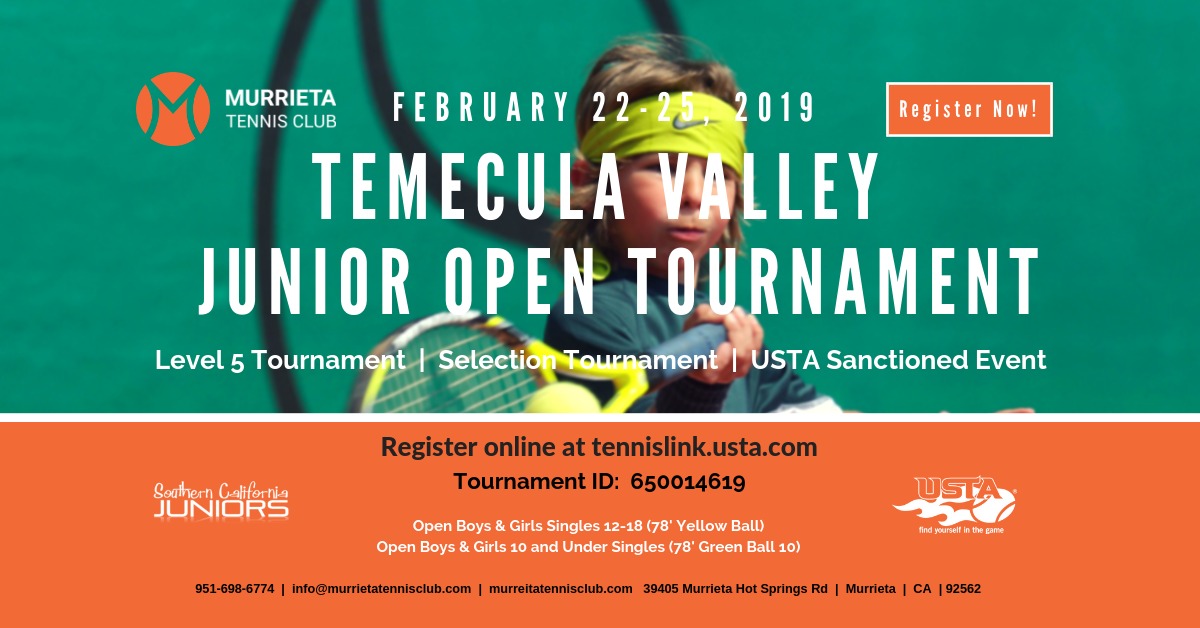 MURRIETA
TENNIS CLUB
FEBRUARY 22-25, 2019
Register Now!
TEMECULA VALLEY
JUNIOR OPEN TOURNAMENT
Level 5 Tournament | Selection Tournament | USTA Sanctioned Event
Register online at tennislink.usta.com
Tournament ID: 650014619
Southern California
JUNIORS
USTA
find yourself in the game
Open Boys & Girls Singles 12-18 (78' Yellow Ball)
Open Boys & Girls 10 and Under Singles (78' Green Ball 10)
951-698-6774 | info@murrietatennisclub.com | murreitatennisclub.com 39405 Murrieta Hot Springs Rd | Murrieta | CA | 92562